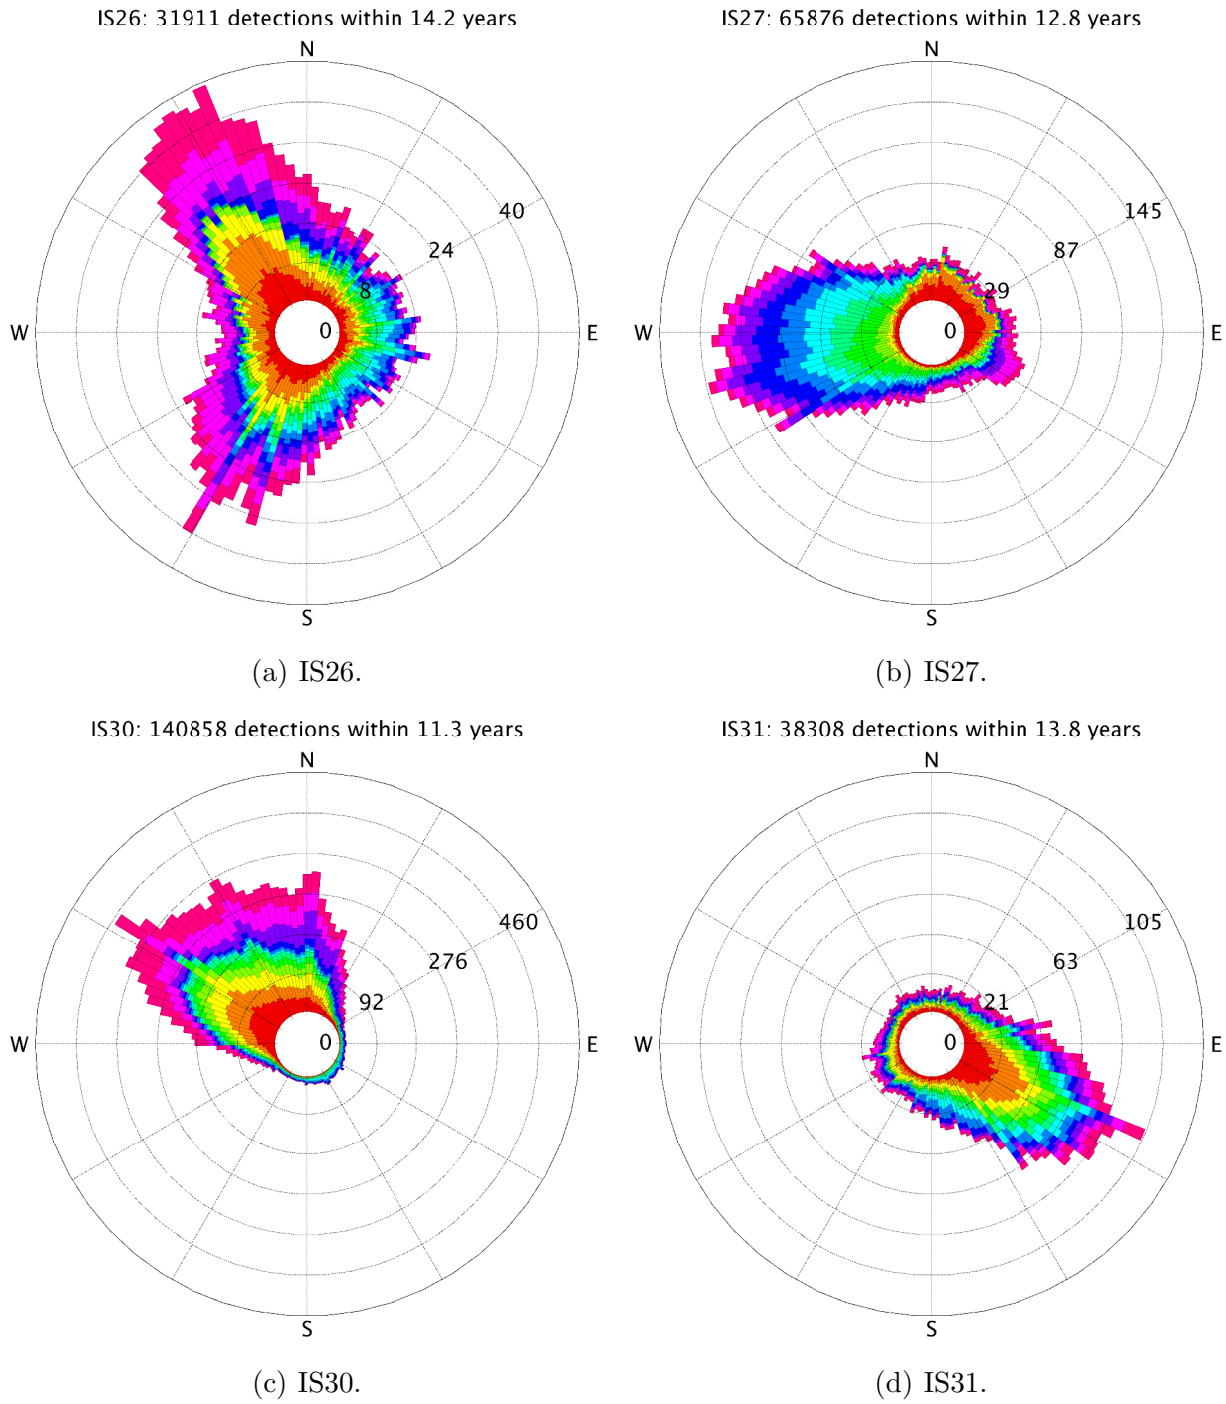 IS26: 31911 detections within 14.2 years
N
40
24
8
W
0
E
S
(a) IS26.
IS27: 65876 detections within 12.8 years
N
145
87
29
W
0
E
S
(b) IS27.
IS30: 140858 detections within 11.3 years
N
460
276
92
W
0
E
S
(c) IS30.
IS31: 38308 detections within 13.8 years
N
105
63
21
W
0
E
S
(d) IS31.